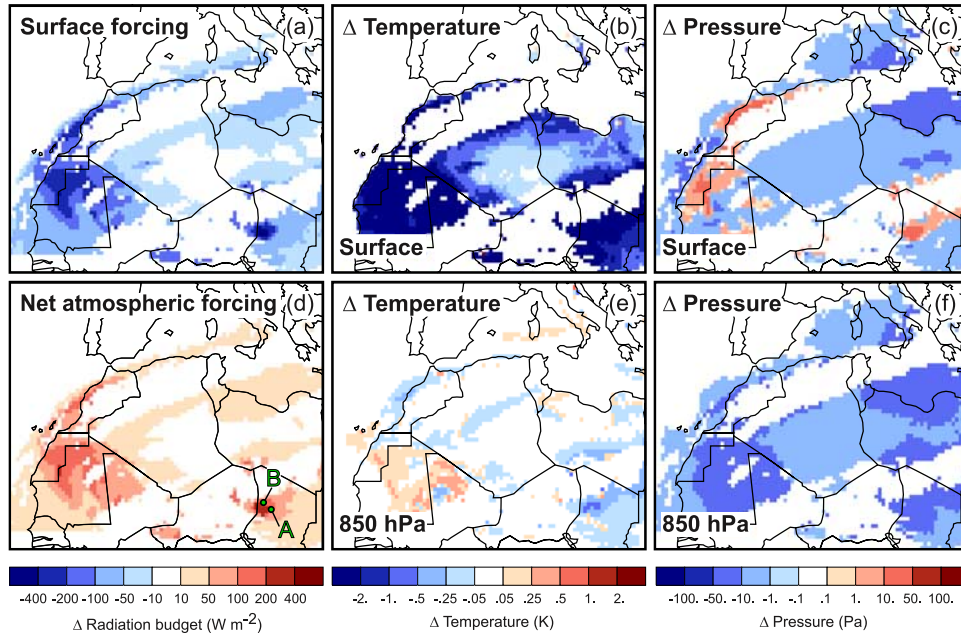 Surface forcing (a)
Δ Temperature (b)
Surface
Δ Pressure (c)
Surface
Net atmospheric forcing (d)
B
A
Δ Temperature (e)
850 hPa
Δ Pressure (f)
850 hPa
-400 -200 -100 -50 -10 10 50 100 200 400
Δ Radiation budget (W m⁻²)
-2. -1. -.5 -.25 -.05 .05 .25 .5 1. 2.
Δ Temperature (K)
-100. -50. -10. -1. .1 .1 1. 10. 50. 100.
Δ Pressure (Pa)